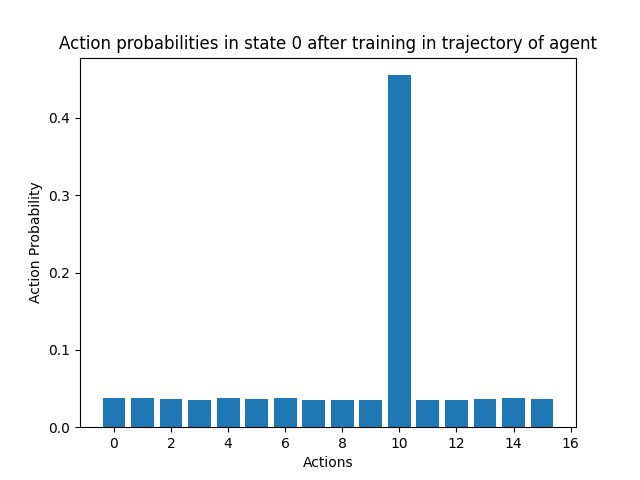 Action probabilities in state 0 after training in trajectory of agent
Action Probability
0.4
0.3
0.2
0.1
0.0
0 2 4 6 8 10 12 14 16
Actions